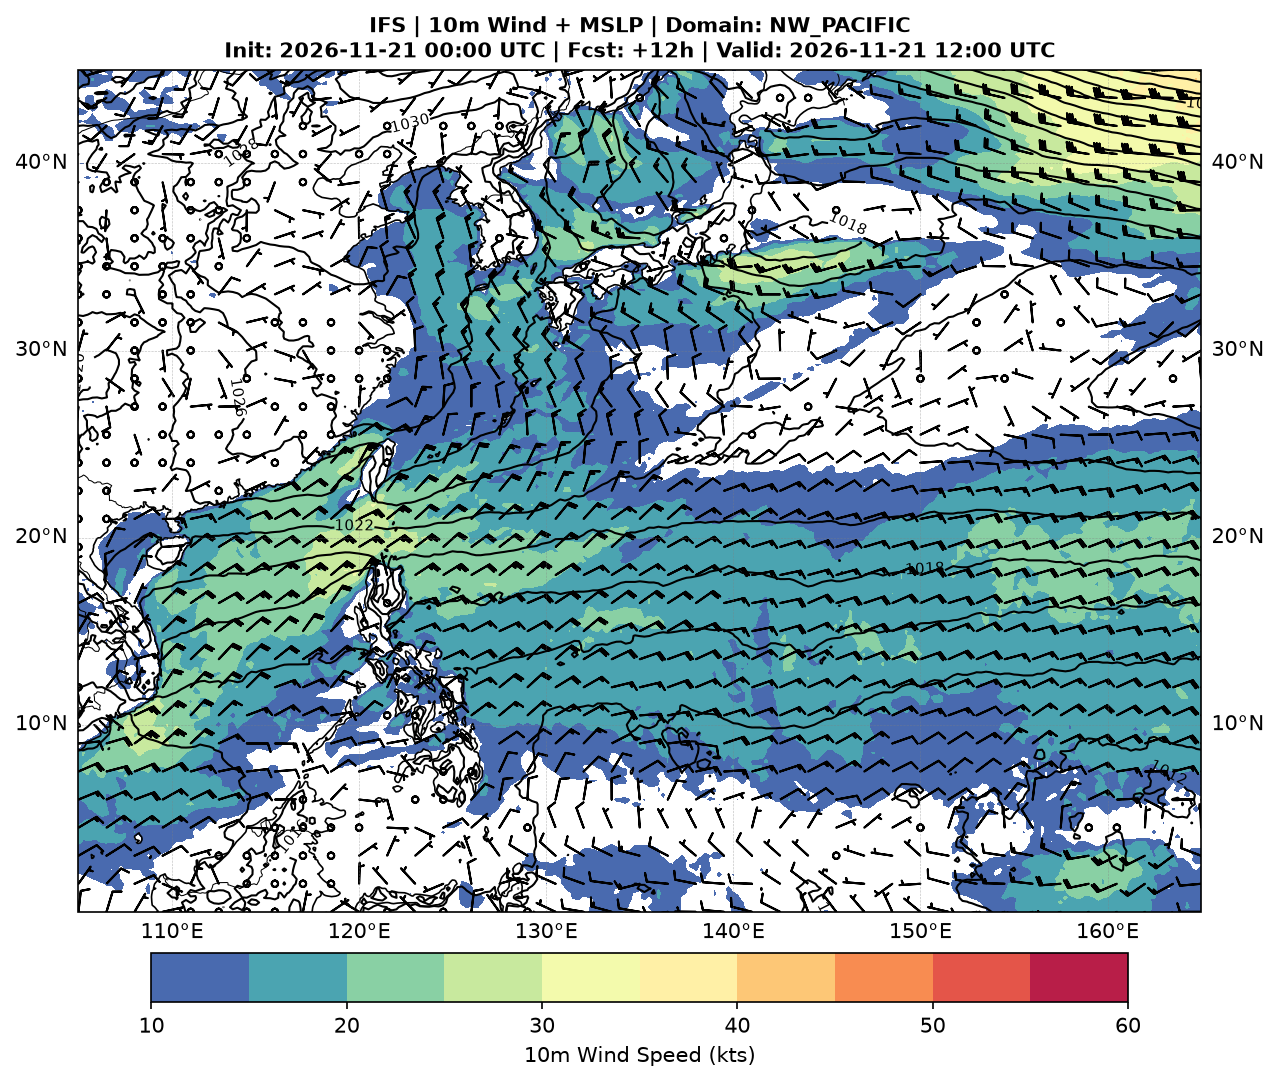 IFS | 10m Wind + MSLP | Domain: NW_PACIFIC
Init: 2026-11-21 00:00 UTC | Fcst: +12h | Valid: 2026-11-21 12:00 UTC
1030
1028
40°N
40°N
1018
30°N
30°N
1026
1022
20°N
20°N
1018
10°N
10°N
1012
110°E
120°E
130°E
140°E
150°E
160°E
10
20
30
40
50
60
10m Wind Speed (kts)